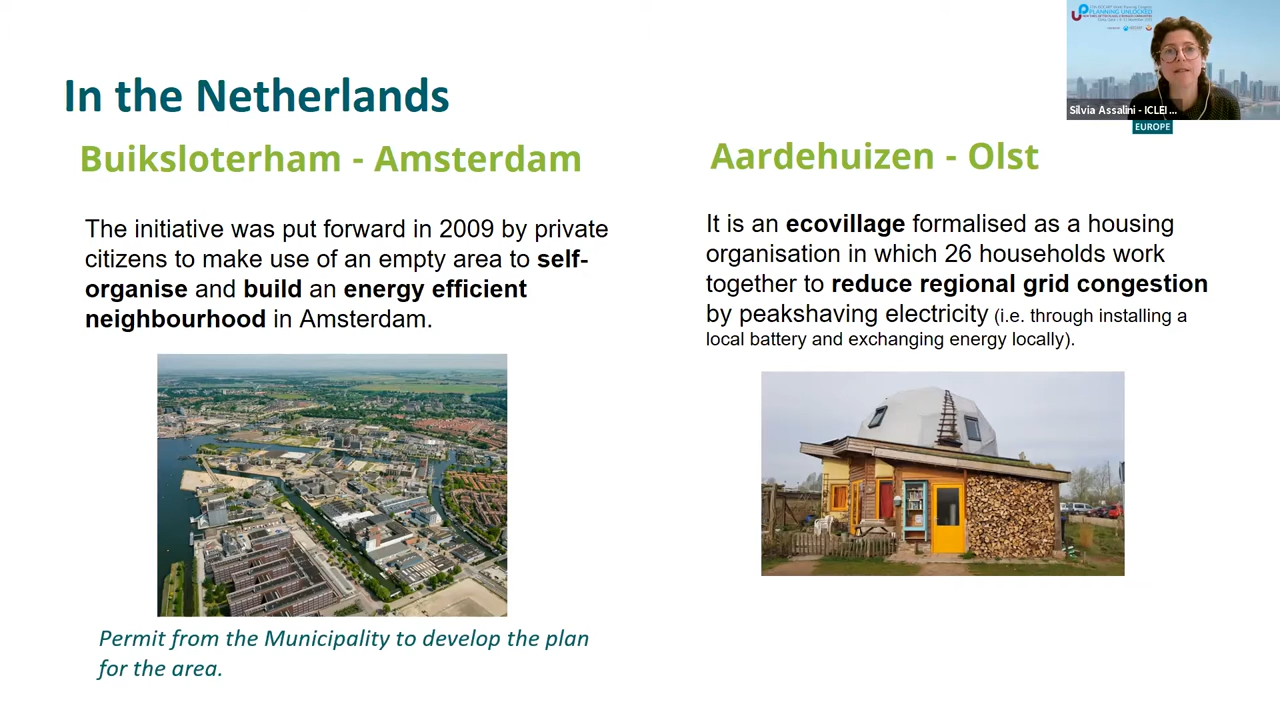 In the Netherlands
Buiksloterham - Amsterdam
The initiative was put forward in 2009 by private
citizens to make use of an empty area to self-
organise and build an energy efficient
neighbourhood in Amsterdam.
Permit from the Municipality to develop the plan
for the area.
Aardehuizen - Olst
It is an ecovillage formalised as a housing
organisation in which 26 households work
together to reduce regional grid congestion
by peakshaving electricity (i.e. through installing a
local battery and exchanging energy locally).
PLANNING UNLOCKED
Silvia Assalini - ICLEI ...
EUROPE